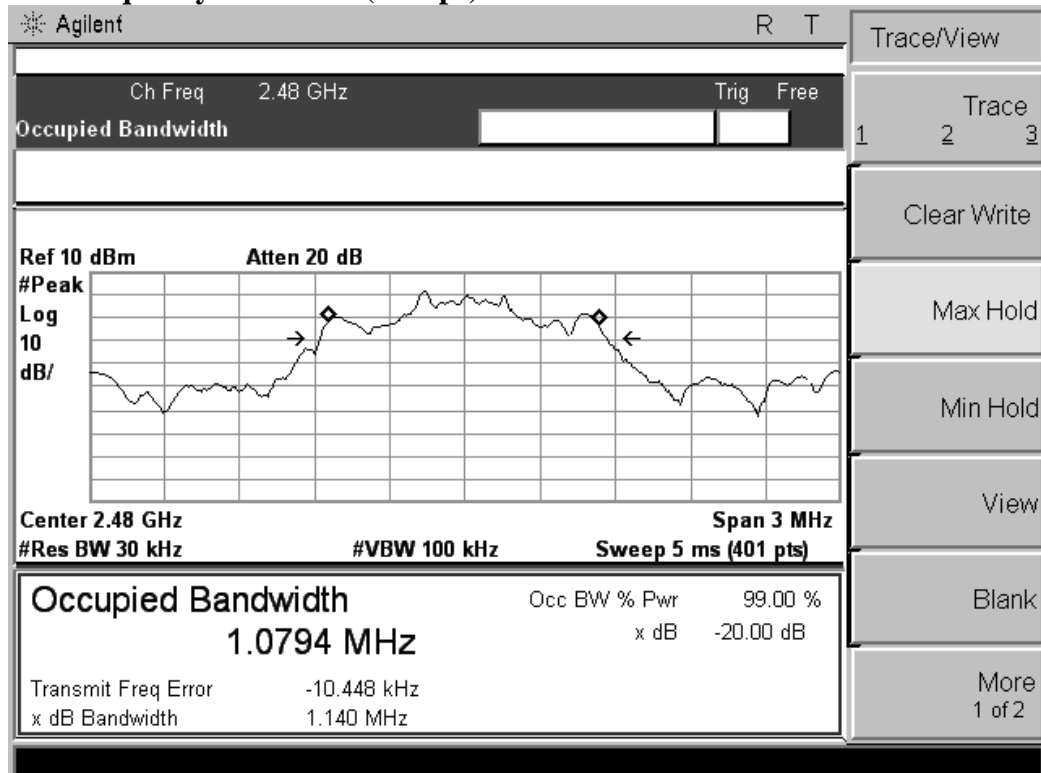 Agilent
R T
Ch Freq 2.48 GHz
Trig Free
Occupied Bandwidth
Ref 10 dBm
Atten 20 dB
#Peak
Log
10
dB/
Center 2.48 GHz
Span 3 MHz
#Res BW 30 kHz
#VBW 100 kHz
Sweep 5 ms (401 pts)
Occupied Bandwidth
1.0794 MHz
Occ BW % Pwr 99.00 %
x dB -20.00 dB
Transmit Freq Error -10.448 kHz
x dB Bandwidth 1.140 MHz
Trace/View
Trace
1 2 3
Clear Write
Max Hold
Min Hold
View
Blank
More
1 of 2